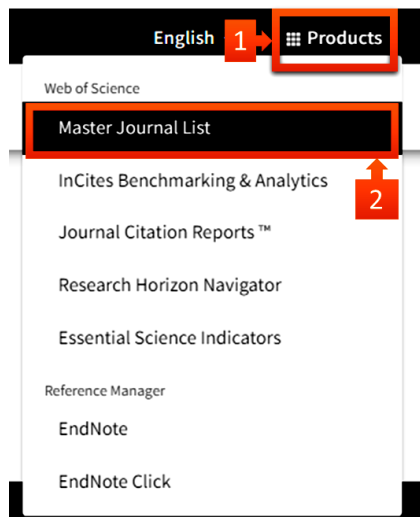 English 1 Products
Web of Science
Master Journal List
InCites Benchmarking & Analytics
2
Journal Citation Reports ™
Research Horizon Navigator
Essential Science Indicators
Reference Manager
EndNote
EndNote Click